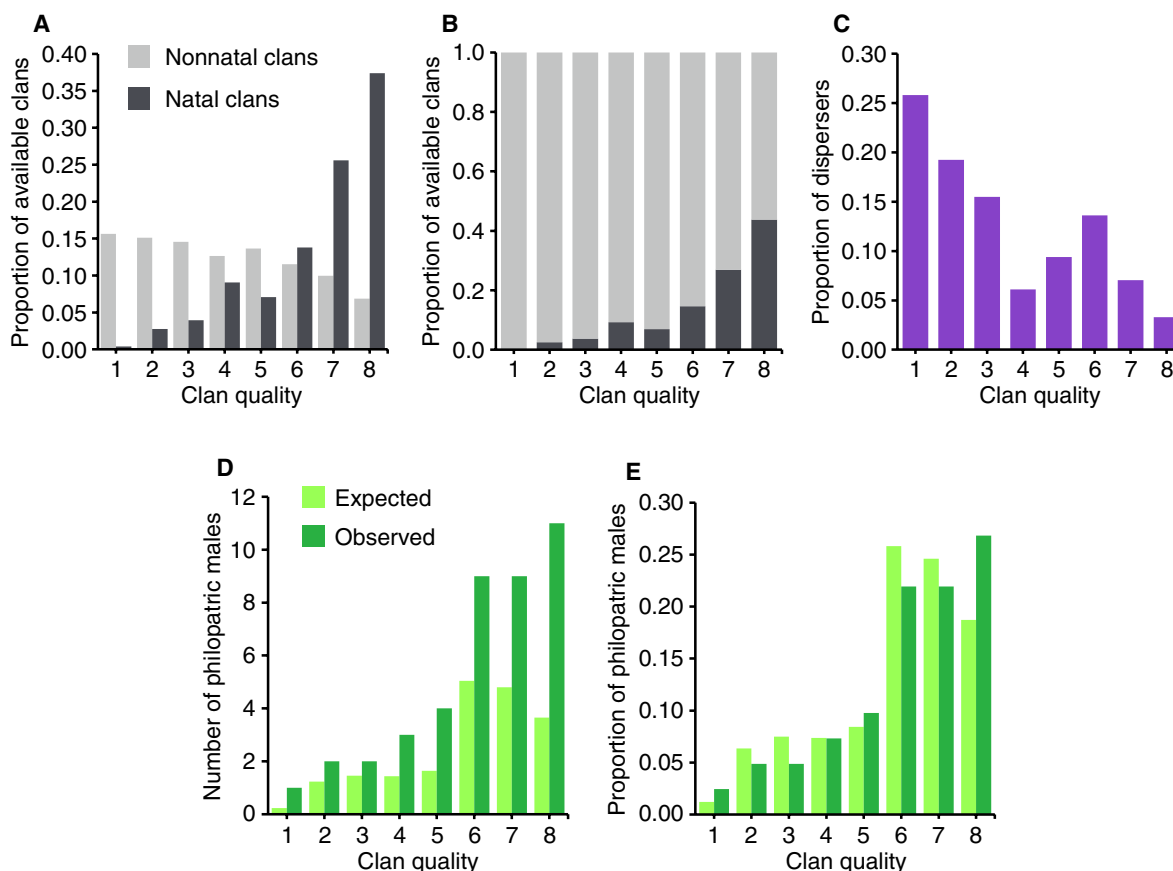 A
Proportion of available clans
0.40
0.35
0.30
0.25
0.20
0.15
0.10
0.05
0.00
Nonnatal clans
Natal clans
1 2 3 4 5 6 7 8
Clan quality
B
Proportion of available clans
1.0
0.8
0.6
0.4
0.2
0.0
1 2 3 4 5 6 7 8
Clan quality
C
Proportion of dispersers
0.30
0.25
0.20
0.15
0.10
0.05
0.00
1 2 3 4 5 6 7 8
Clan quality
D
Number of philopatric males
12
10
8
6
4
2
0
Expected
Observed
1 2 3 4 5 6 7 8
Clan quality
E
Proportion of philopatric males
0.30
0.25
0.20
0.15
0.10
0.05
0.00
1 2 3 4 5 6 7 8
Clan quality